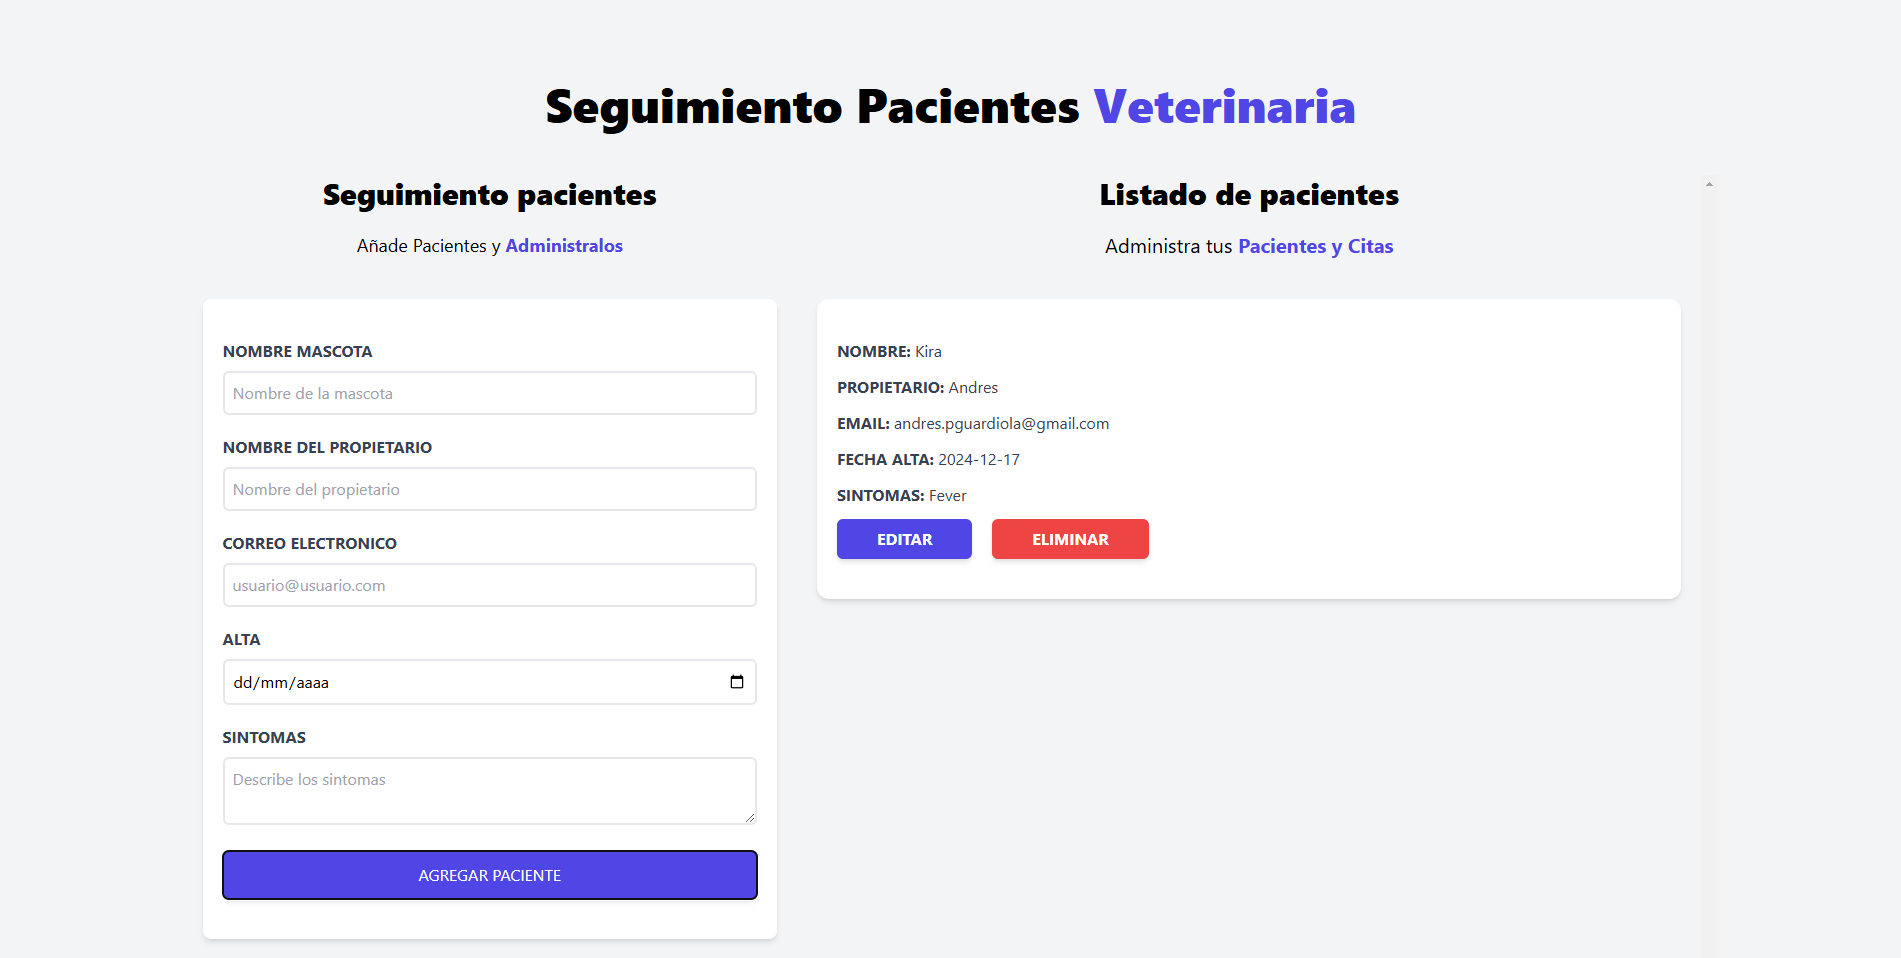 Seguimiento Pacientes Veterinaria
Seguimiento pacientes
Añade Pacientes y Administralos
NOMBRE MASCOTA
Nombre de la mascota
NOMBRE DEL PROPIETARIO
Nombre del propietario
CORREO ELECTRONICO
usuario@usuario.com
ALTA
dd/mm/aaaa
SINTOMAS
Describe los sintomas
AGREGAR PACIENTE
Listado de pacientes
Administra tus Pacientes y Citas
NOMBRE: Kira
PROPIETARIO: Andres
EMAIL: andres.pguardiola@gmail.com
FECHA ALTA: 2024-12-17
SINTOMAS: Fever
EDITAR ELIMINAR